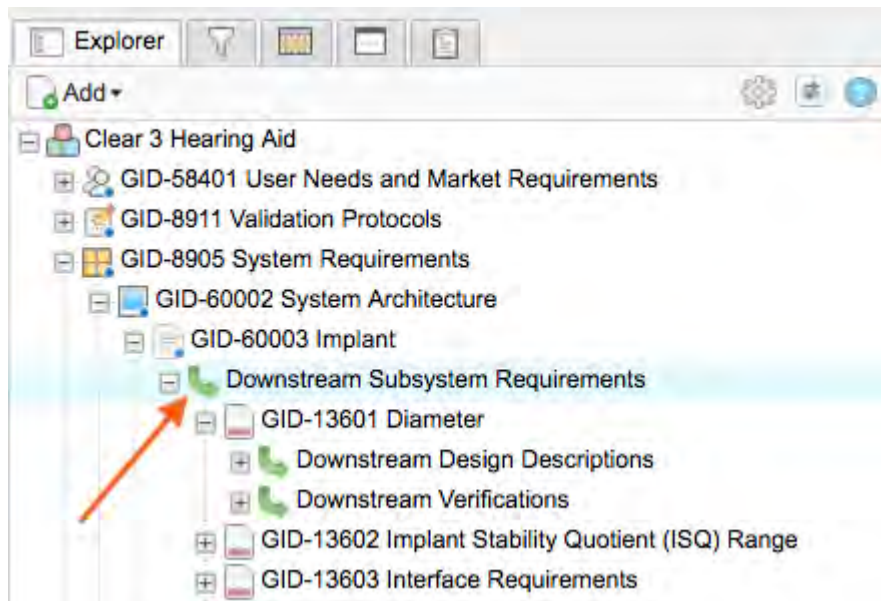 Explorer
Add
Clear 3 Hearing Aid
GID-58401 User Needs and Market Requirements
GID-8911 Validation Protocols
GID-8905 System Requirements
GID-60002 System Architecture
GID-60003 Implant
Downstream Subsystem Requirements
GID-13601 Diameter
Downstream Design Descriptions
Downstream Verifications
GID-13602 Implant Stability Quotient (ISQ) Range
GID-13603 Interface Requirements